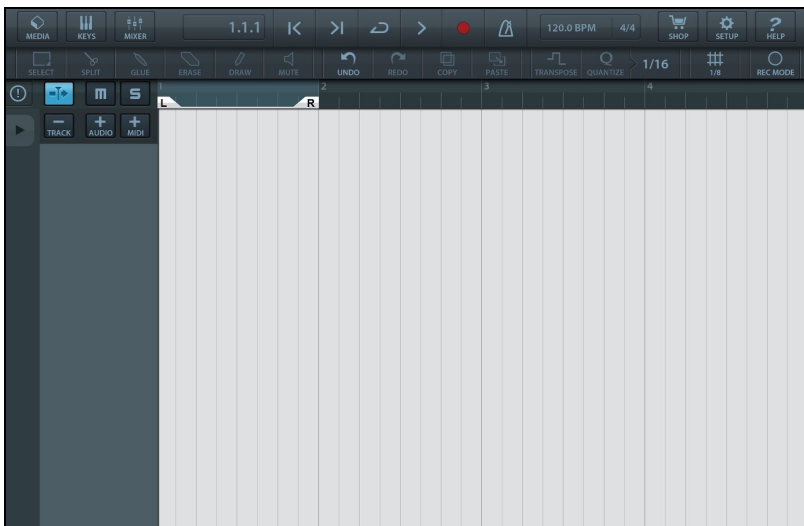 1.1.1 120.0 BPM 4/4
MEDIA KEYS MIXER SHOP SETUP HELP
1/16
SELECT SPLIT GLUE ERASE DRAW MUTE UNDO REDO COPY PASTE TRANSPOSE QUANTIZE 1/8 REC MODE
1 2 3 4
m S
L R
TRACK AUDIO MIDI